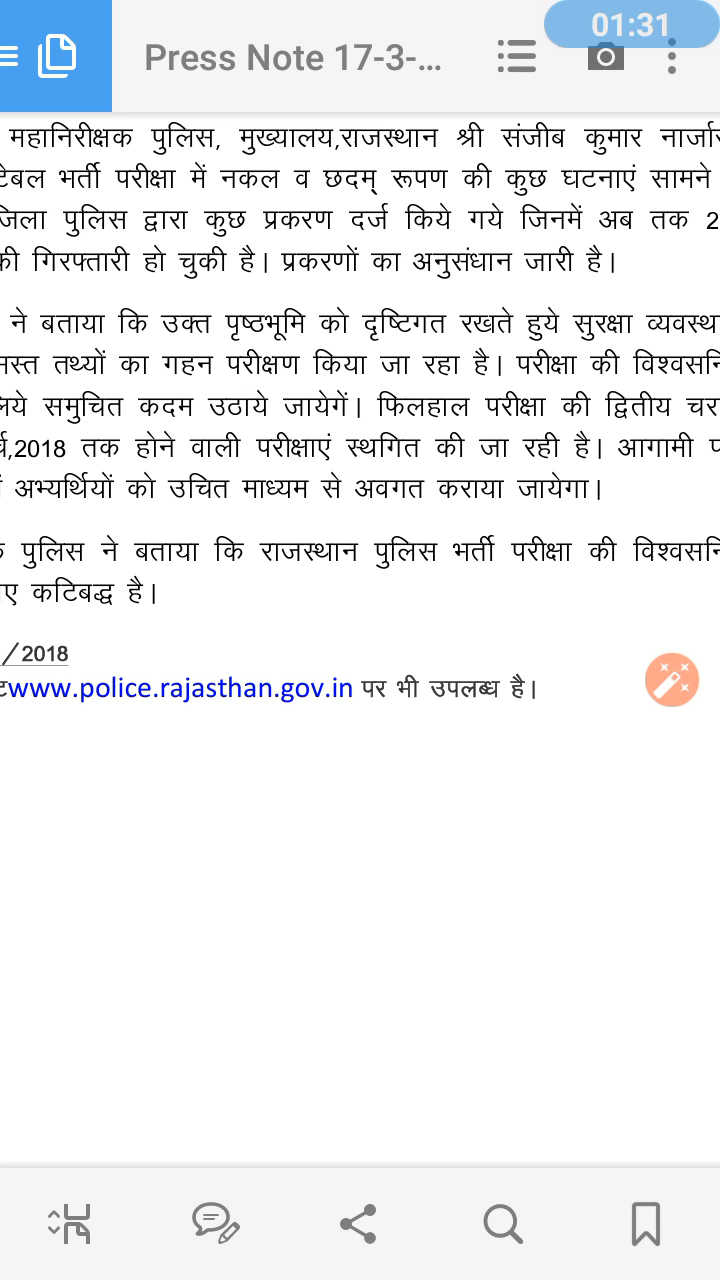 01:31
Press Note 17-3-...
महानिरीक्षक पुलिस, मुख्यालय,राजस्थान श्री संजीब कुमार
भर्ती परीक्षा में नकल व छदम् रूपण की कुछ घटनाएं सामने
पुलिस द्वारा कुछ प्रकरण दर्ज किये गये जिनमें अब तक
की गिरफ्तारी हो चुकी है। प्रकरणों का अनुसंधान जारी है।
ने बताया कि उक्त पृष्ठभूमि को दृष्टिगत रखते हुये सुरक्षा
तथ्यों का गहन परीक्षण किया जा रहा है। परीक्षा की
समुचित कदम उठाये जायेगें। फिलहाल परीक्षा की द्वितीय
,2018 तक होने वाली परीक्षाएं स्थगित की जा रही है। आगामी
अभ्यर्थियों को उचित माध्यम से अवगत कराया जायेगा।
पुलिस ने बताया कि राजस्थान पुलिस भर्ती परीक्षा की
कटिबद्ध है।
/2018
www.police.rajasthan.gov.in पर भी उपलब्ध है।